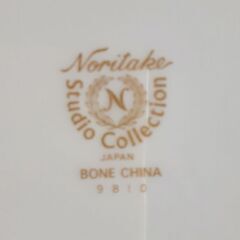 Noritake
N
Studio Collection
JAPAN
BONE CHINA
9810